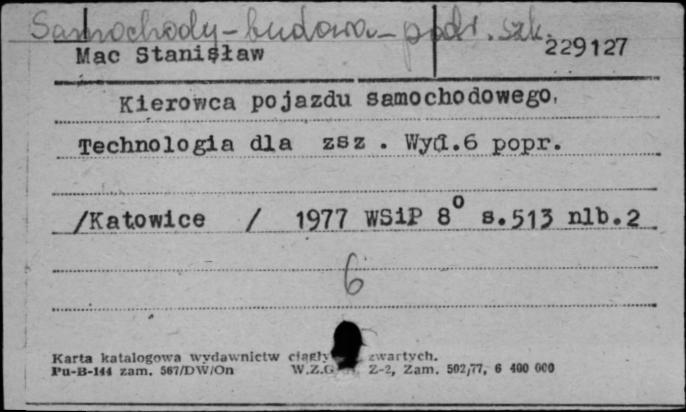 Samochody - budowa - podr. szk.
Mac Stanisław 229127
Kierowca pojazdu samochodowego.
Technologia dla zsz . Wyd.6 popr.
/Katowice / 1977 WSiP 8° s.513 nlb.2
6
Karta katalogowa wydawnictw zwartych.
Pu-B-144 zam. 567/DW/On W.Z.G. Z-2, Zam. 502/77, 6 400 000